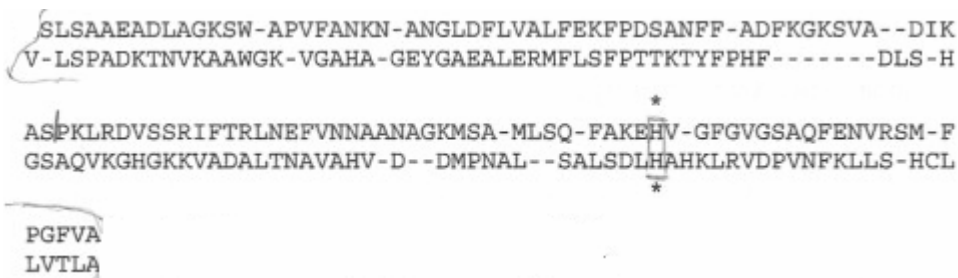 SLSAAEADLAGKSW-APVFANKN-ANGLDFLVALFEKFPDSANFF-ADFKGKSVA--DIK
V-LSPADKTNVKAAWGK-VGAHA-GEYGAEALERMFLSFPTTKTYFPHF-------DLS-H
*
ASPKLRDVSSRIFTRLNEFVNNAANAGKMSA-MLSQ-FAKEHV-GFGVGSAQFENVRSM-F
GSAQVKGHGKKVADALTNAVAHV-D--DMPNAL--SALSDLHAHKLRVDPVNFKLLS-HCL
*
PGFVA
LVTLA